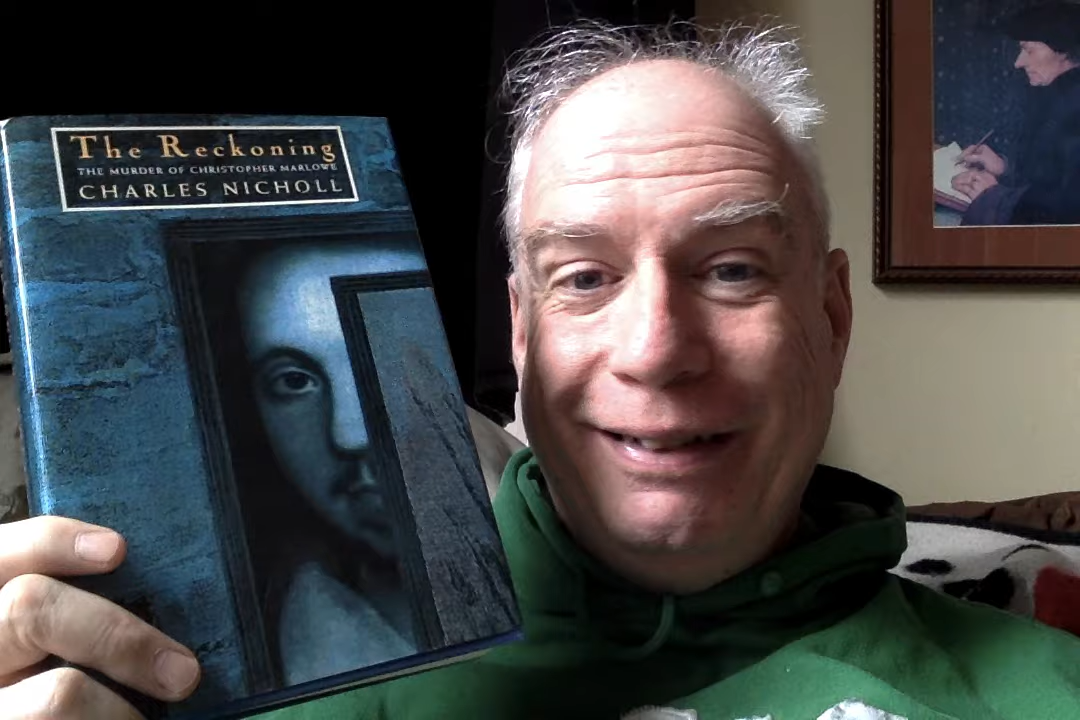 The Reckoning
THE MURDER OF CHRISTOPHER MARLOWE
CHARLES NICHOLL